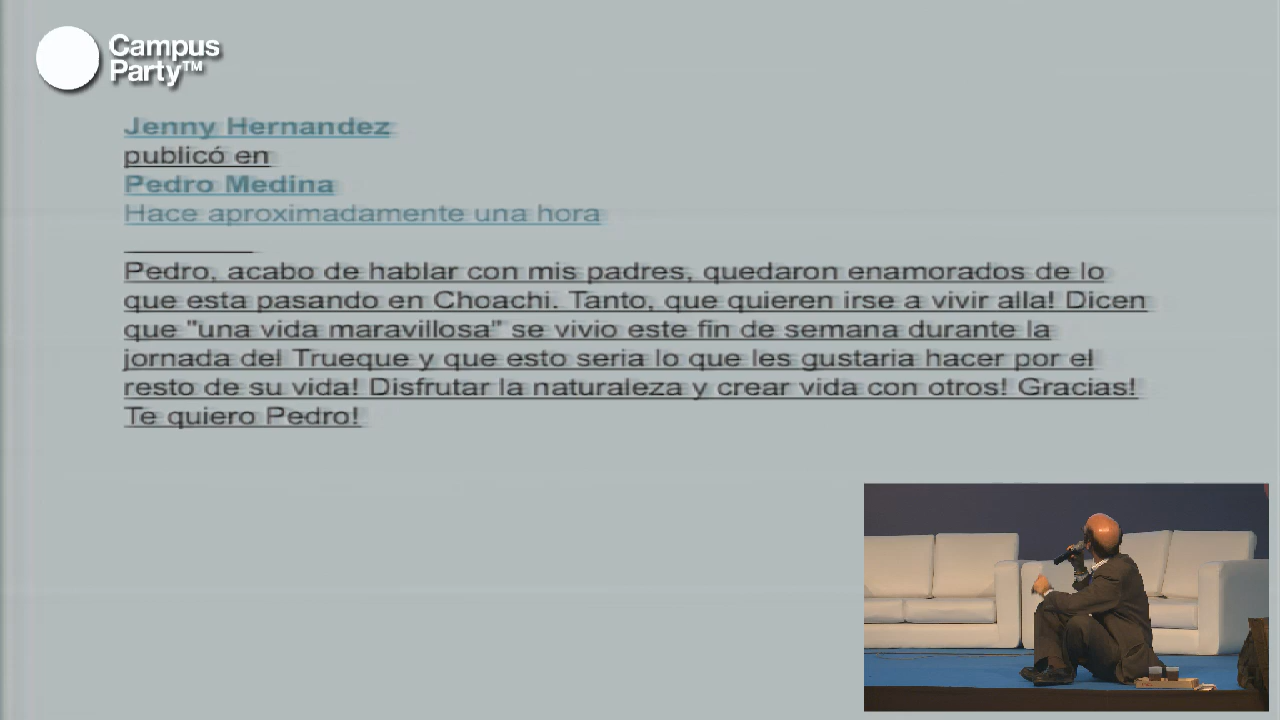 Campus
Party™
Jenny Hernandez
publicó en
Pedro Medina
Hace aproximadamente una hora
Pedro, acabo de hablar con mis padres, quedaron enamorados de lo
que esta pasando en Choachi. Tanto, que quieren irse a vivir alla! Dicen
que "una vida maravillosa" se vivio este fin de semana durante la
jornada del Trueque y que esto seria lo que les gustaria hacer por el
resto de su vida! Disfrutar la naturaleza y crear vida con otros! Gracias!
Te quiero Pedro!